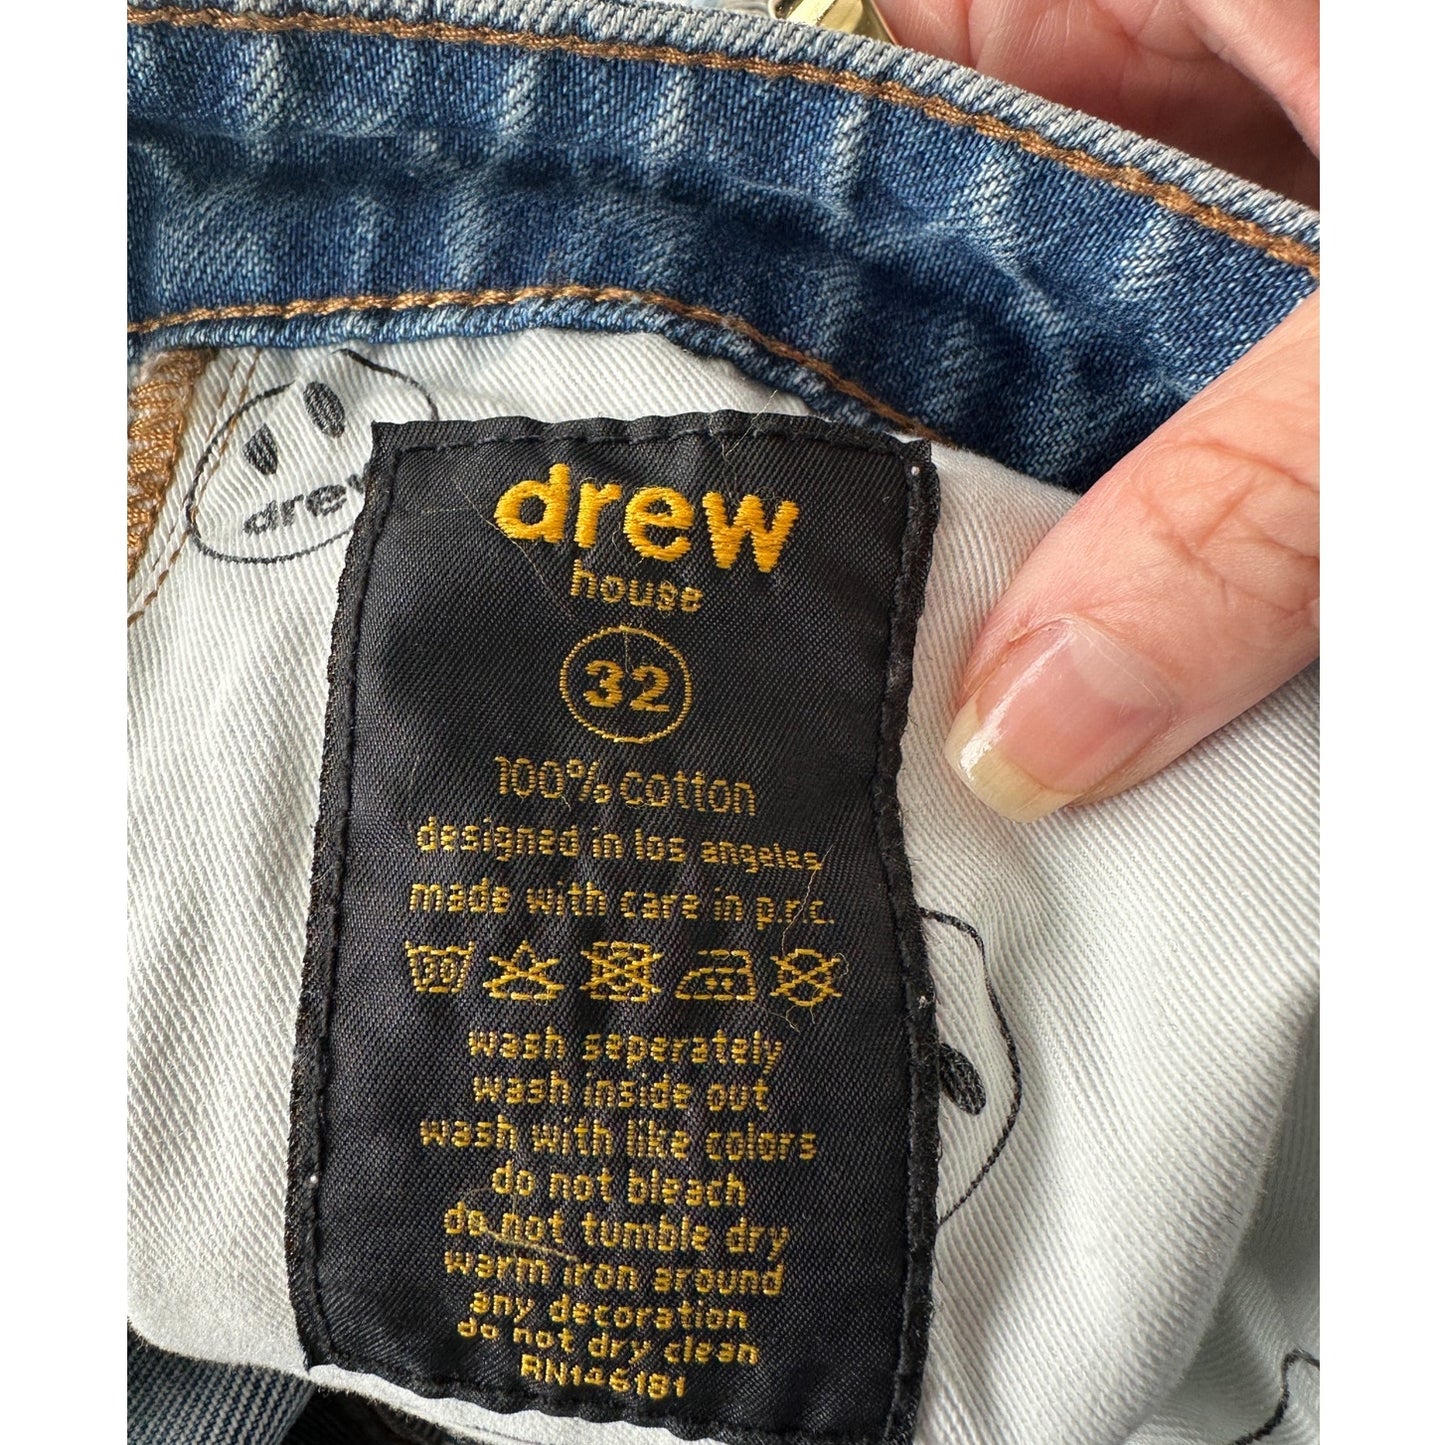 drew
drew
house
32
100% cotton
designed in los angeles
made with care in p.r.c.
30
wash seperately
wash inside out
wash with like colors
do not bleach
do not tumble dry
warm iron around
any decoration
do not dry clean
RN146181